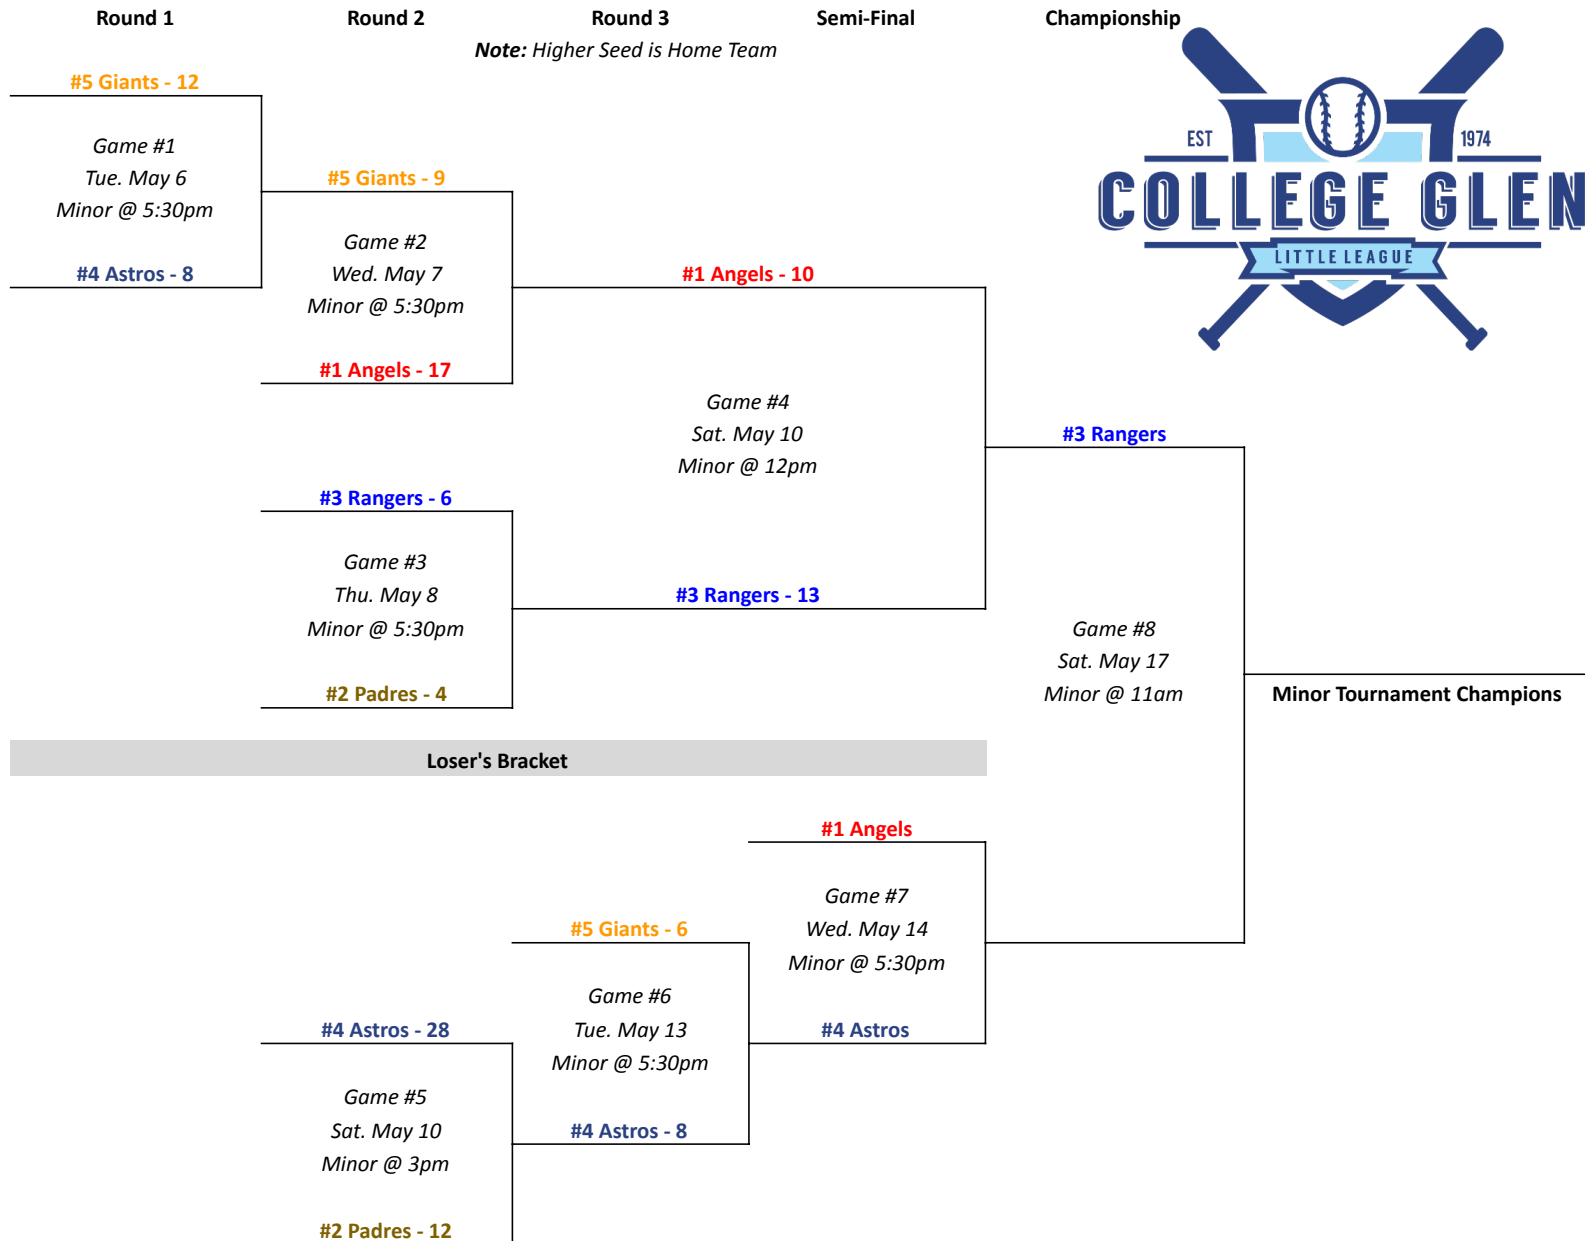 Round 1
Round 2
Round 3
Semi-Final
Championship
Note: Higher Seed is Home Team
EST
1974
COLLEGE GLEN
LITTLE LEAGUE
#5 Giants - 12
Game #1
Tue. May 6
Minor @ 5:30pm
#4 Astros - 8
#5 Giants - 9
Game #2
Wed. May 7
Minor @ 5:30pm
#1 Angels - 17
#3 Rangers - 6
Game #3
Thu. May 8
Minor @ 5:30pm
#2 Padres - 4
#1 Angels - 10
Game #4
Sat. May 10
Minor @ 12pm
#3 Rangers - 13
#3 Rangers
Game #8
Sat. May 17
Minor @ 11am
Minor Tournament Champions
Loser's Bracket
#4 Astros - 28
Game #5
Sat. May 10
Minor @ 3pm
#2 Padres - 12
#5 Giants - 6
Game #6
Tue. May 13
Minor @ 5:30pm
#4 Astros - 8
#1 Angels
Game #7
Wed. May 14
Minor @ 5:30pm
#4 Astros